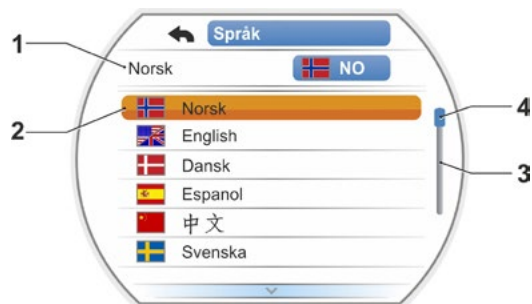 Språk
1
Norsk
NO
2
Norsk
4
English
Dansk
3
Espanol
中文
Svenska